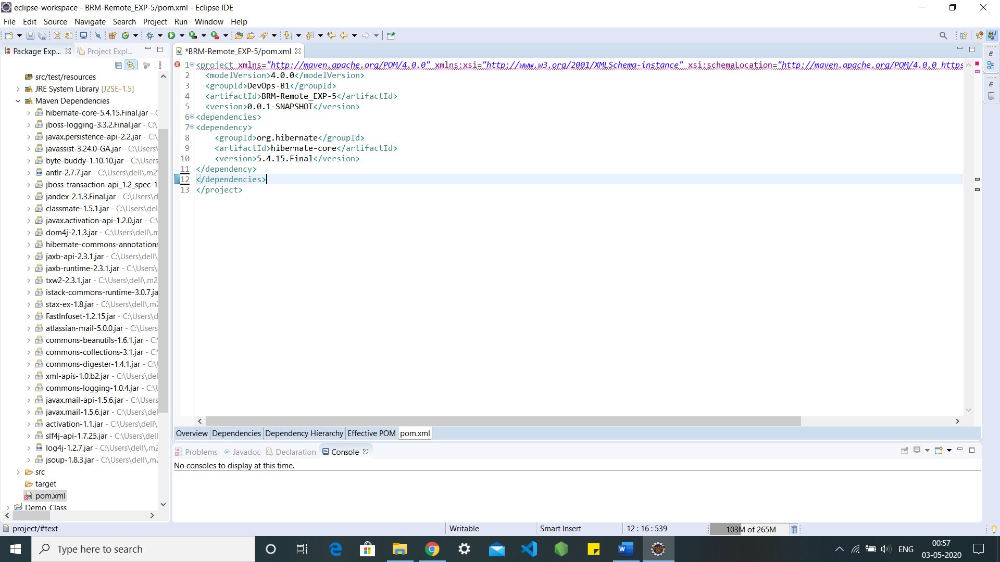 eclipse-workspace - BRM-Remote_EXP-5/pom.xml - Eclipse IDE
File Edit Source Navigate Search Project Run Window Help
Package Exp... Project Expl...
*BRM-Remote_EXP-5/pom.xml
src/test/resources
JRE System Library [J2SE-1.5]
Maven Dependencies
hibernate-core-5.4.15.Final.jar - C
jboss-logging-3.3.2.Final.jar - C:\
javax.persistence-api-2.2.jar - C:\
javassist-3.24.0-GA.jar - C:\Users
byte-buddy-1.10.10.jar - C:\Users
antlr-2.7.7.jar - C:\Users\dell\.m2\
jboss-transaction-api_1.2_spec-1
jandex-2.1.3.Final.jar - C:\Users\d
classmate-1.5.1.jar - C:\Users\del
javax.activation-api-1.2.0.jar - C:\
dom4j-2.1.3.jar - C:\Users\dell\.m
hibernate-commons-annotations
jaxb-api-2.3.1.jar - C:\Users\dell\
jaxb-runtime-2.3.1.jar - C:\Users\
txw2-2.3.1.jar - C:\Users\dell\.m2
istack-commons-runtime-3.0.7.ja
stax-ex-1.8.jar - C:\Users\dell\.m2
FastInfoset-1.2.15.jar - C:\Users\d
atlassian-mail-5.0.0.jar - C:\Users
commons-beanutils-1.6.1.jar - C:
commons-collections-3.1.jar - C:
commons-digester-1.4.1.jar - C:\
xml-apis-1.0.b2.jar - C:\Users\del
commons-logging-1.0.4.jar - C:\
javax.mail-api-1.5.6.jar - C:\Users
javax.mail-1.5.6.jar - C:\Users\del
activation-1.1.jar - C:\Users\dell\
slf4j-api-1.7.25.jar - C:\Users\dell
log4j-1.2.7.jar - C:\Users\dell\.m2
jsoup-1.8.3.jar - C:\Users\dell\.m2
src
target
pom.xml
Demo_Class
1 <project xmlns="http://maven.apache.org/POM/4.0.0" xmlns:xsi="http://www.w3.org/2001/XMLSchema-instance" xsi:schemaLocation="http://maven.apache.org/POM/4.0.0 https
2 <modelVersion>4.0.0</modelVersion>
3 <groupId>DevOps-B1</groupId>
4 <artifactId>BRM-Remote_EXP-5</artifactId>
5 <version>0.0.1-SNAPSHOT</version>
6 <dependencies>
7 <dependency>
8 <groupId>org.hibernate</groupId>
9 <artifactId>hibernate-core</artifactId>
10 <version>5.4.15.Final</version>
11 </dependency>
12 </dependencies>
13 </project>
Overview Dependencies Dependency Hierarchy Effective POM pom.xml
Problems @ Javadoc Declaration Console
No consoles to display at this time.
project/#text Writable Smart Insert 12 : 16 : 539 103M of 265M
Type here to search
ENG
00:57
03-05-2020